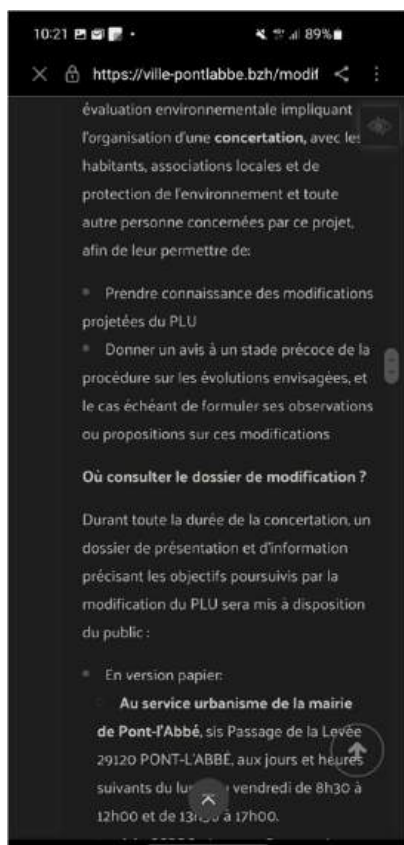 10:21 89%
https://ville-pontlabbe.bzh/modif
évaluation environnementale impliquant
l'organisation d'une concertation, avec les
habitants, associations locales et de
protection de l'environnement et toute
autre personne concernées par ce projet,
afin de leur permettre de:
• Prendre connaissance des modifications
projetées du PLU
• Donner un avis à un stade précoce de la
procédure sur les évolutions envisagées, et
le cas échéant de formuler ses observations
ou propositions sur ces modifications
Où consulter le dossier de modification ?
Durant toute la durée de la concertation, un
dossier de présentation et d'information
précisant les objectifs poursuivis par la
modification du PLU sera mis à disposition
du public :
• En version papier:
Au service urbanisme de la mairie
de Pont-l'Abbé, sis Passage de la Levée
29120 PONT-L'ABBÉ, aux jours et heures
suivants du vendredi de 8h30 à
12h00 et de à 17h00.